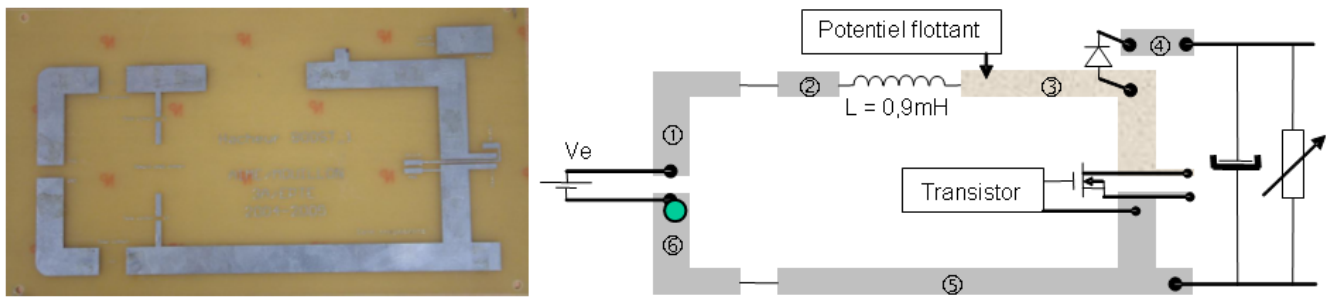 Potentiel flottant
④
②
③
L = 0,9mH
①
Ve
Transistor
⑥
⑤